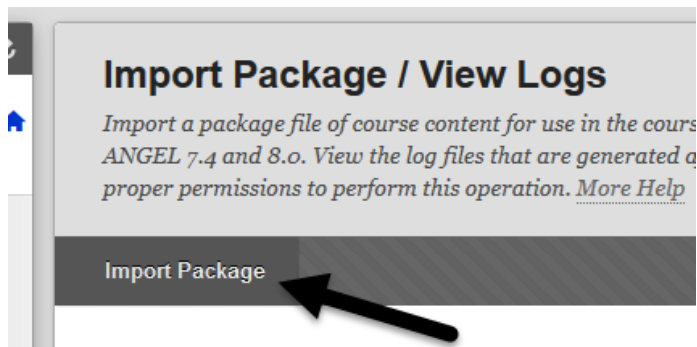 Import Package / View Logs
Import a package file of course content for use in the
ANGEL 7.4 and 8.0. View the log files that are generated
proper permissions to perform this operation. More Help
Import Package